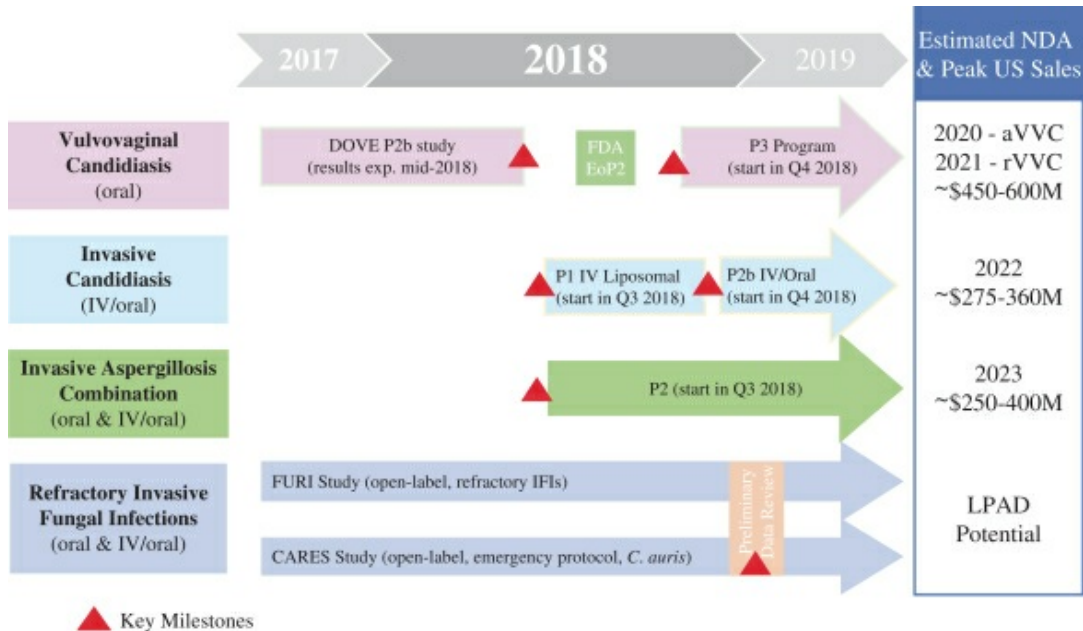 2017
2018
2019
Estimated NDA
& Peak US Sales
Vulvovaginal
Candidiasis
(oral)
DOVE P2b study
(results exp. mid-2018)
FDA
EoP2
P3 Program
(start in Q4 2018)
2020 - aVVC
2021 - rVVC
~$450-600M
Invasive
Candidiasis
(IV/oral)
P1 IV Liposomal
(start in Q3 2018)
P2b IV/Oral
(start in Q4 2018)
2022
~$275-360M
Invasive Aspergillosis
Combination
(oral & IV/oral)
P2 (start in Q3 2018)
2023
~$250-400M
Refractory Invasive
Fungal Infections
(oral & IV/oral)
FURI Study (open-label, refractory IFIs)
CARES Study (open-label, emergency protocol, C. auris)
Preliminary
Data Review
LPAD
Potential
Key Milestones